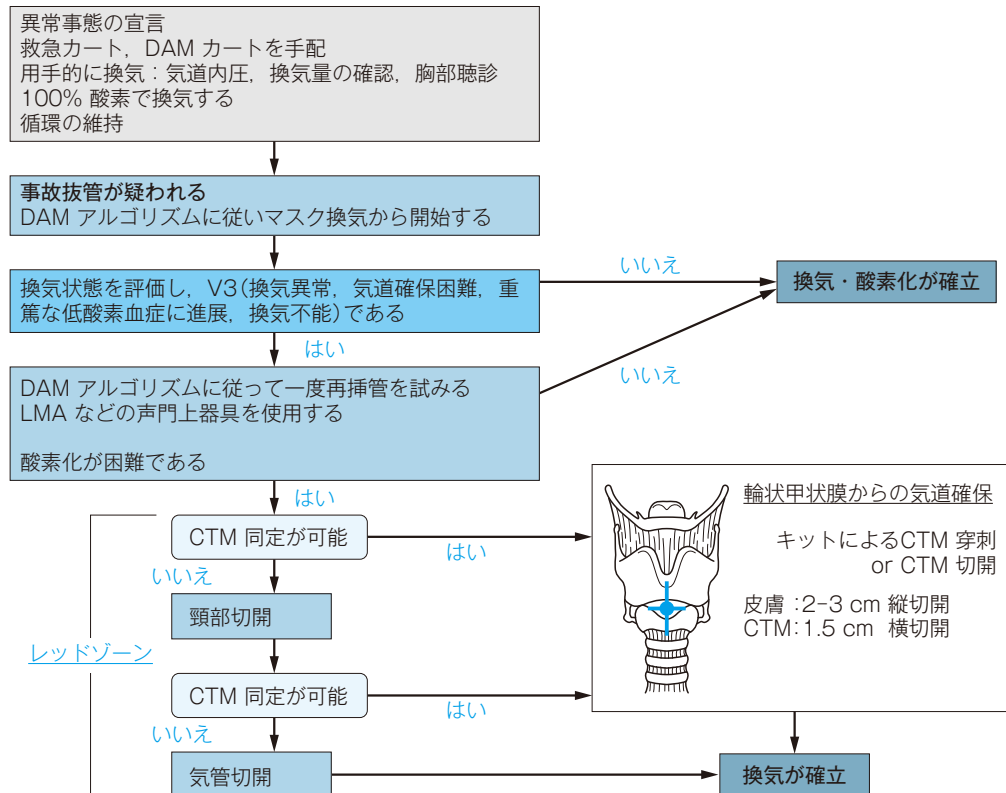 異常事態の宣言
救急カート，DAM カートを手配
用手的に換気：気道内圧，換気量の確認，胸部聴診
100% 酸素で換気する
循環の維持
事故抜管が疑われる
DAM アルゴリズムに従いマスク換気から開始する
換気状態を評価し，V3（換気異常，気道確保困難，重
篤な低酸素血症に進展，換気不能）である
いいえ
換気・酸素化が確立
はい
DAM アルゴリズムに従って一度再挿管を試みる
LMA などの声門上器具を使用する
酸素化が困難である
いいえ
はい
レッドゾーン
CTM 同定が可能
はい
いいえ
頸部切開
CTM 同定が可能
はい
いいえ
気管切開
輪状甲状膜からの気道確保
キットによるCTM 穿刺
or CTM 切開
皮膚：2-3 cm 縦切開
CTM：1.5 cm 横切開
換気が確立